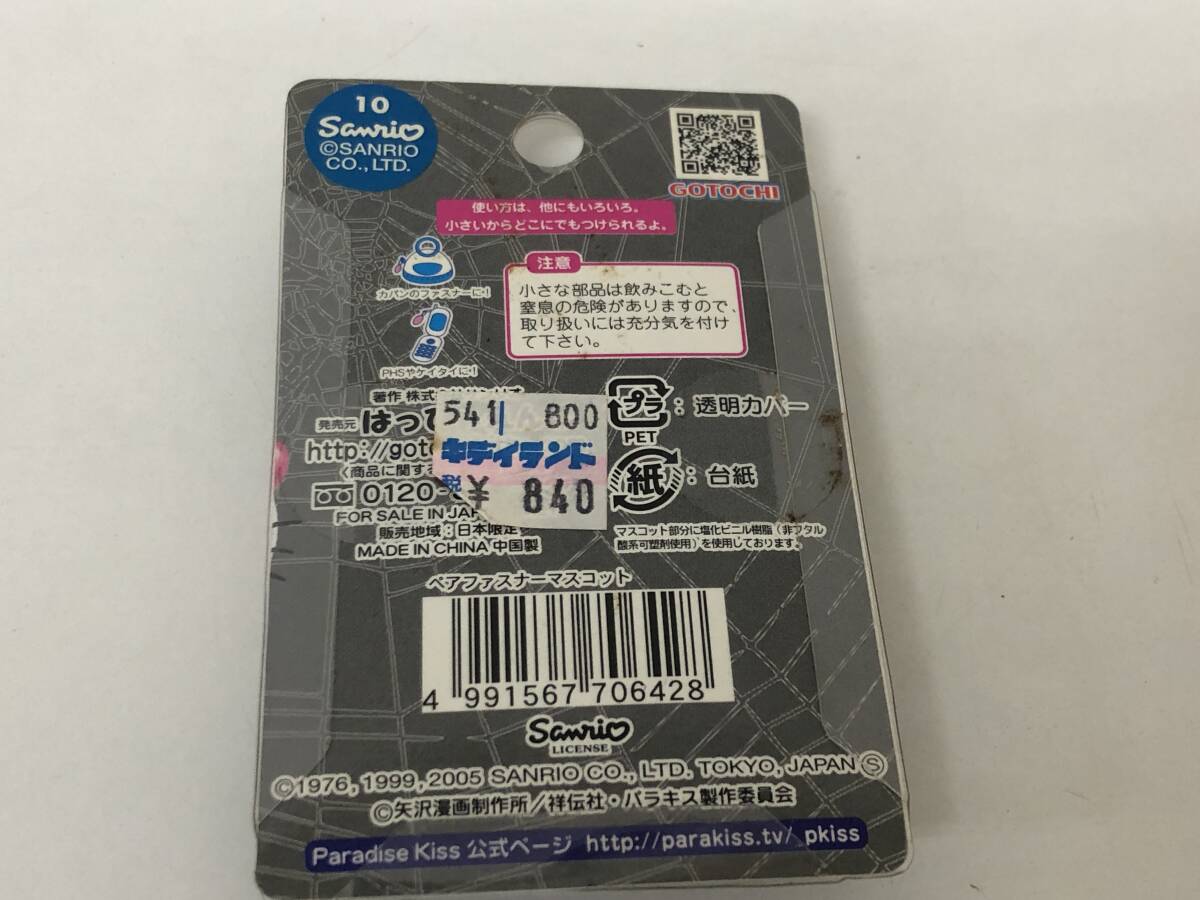 10
Sanrio
©SANRIO
CO.,LTD.
GOTOCHI
使い方は、他にもいろいろ。
小さいからどこにでもつけられるよ。
カバンのファスナーに・!
PHSやケイタイに・!
注意
小さな部品は飲みこむと
窒息の危険がありますので、
取り扱いには充分気を付け
て下さい。
著作 株式
発売元 はっぴ
http://goto
〈商品に関する
0120-
FOR SALE IN JAP
販売地域：日本限定
MADE IN CHINA 中国製
541 800
キデイランド
税 ¥ 840
プラ：透明カバー
PET
紙：台紙
マスコット部分に塩化ビニル樹脂（非フタル
酸系可塑剤使用）を使用しております。
ペアファスナーマスコット
4 991567 706428
Sanrio
LICENSE
©1976, 1999, 2005 SANRIO CO., LTD. TOKYO, JAPAN Ⓢ
©矢沢漫画制作所／祥伝社・パラキス製作委員会
Paradise Kiss 公式ページ http://parakiss.tv/_pkiss